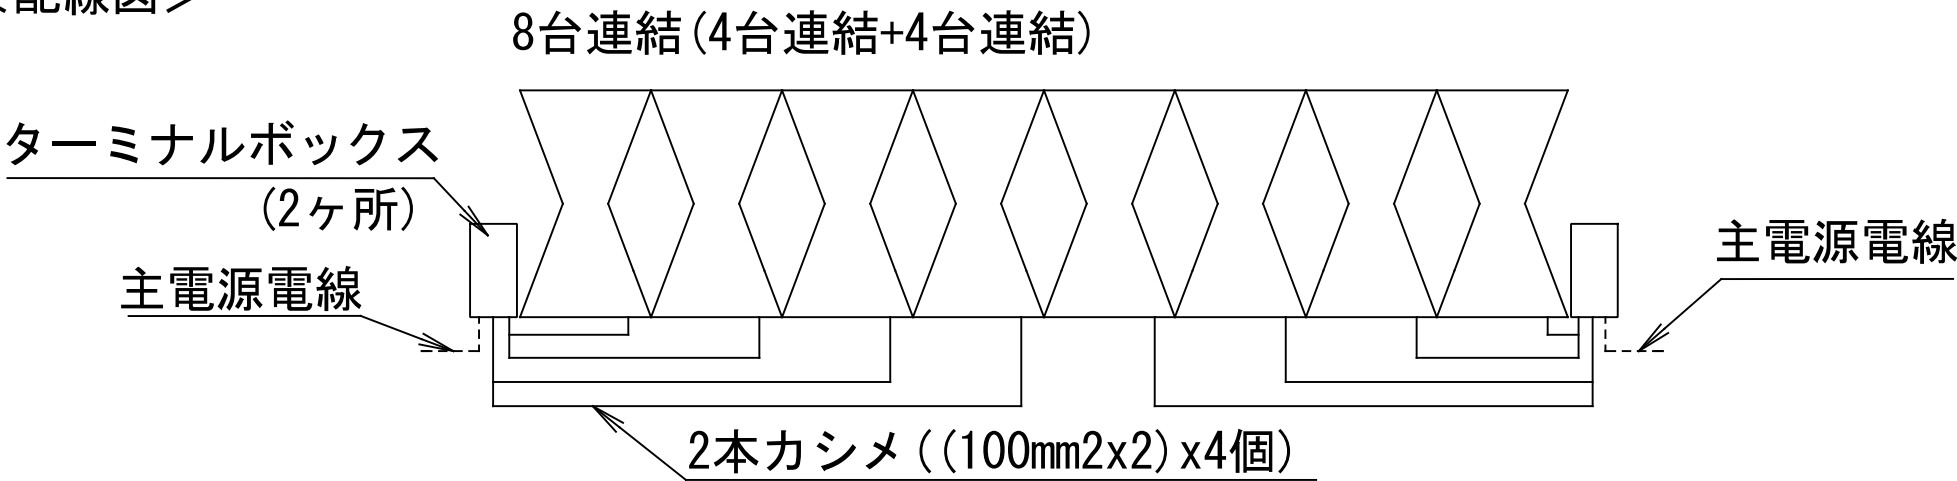 配線図＞
8台連結(4台連結+4台連結)
ターミナルボックス
(2ヶ所)
主電源電線
主電源電線
2本カシメ((100mm2x2)x4個)